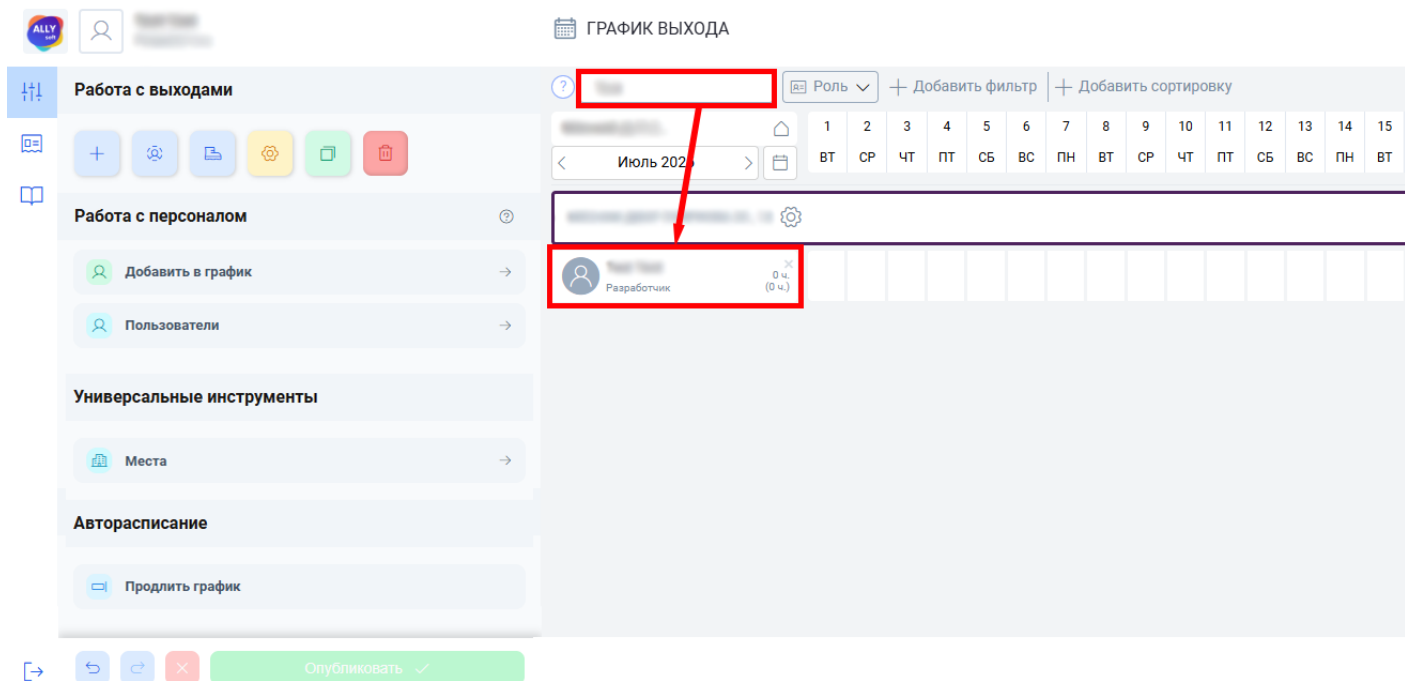 ALLY
soft
ГРАФИК ВЫХОДА
Работа с выходами
Работа с персоналом
Добавить в график
Пользователи
Универсальные инструменты
Места
Авторасписание
Продлить график
Опубликовать
? Роль + Добавить фильтр + Добавить сортировку
1 2 3 4 5 6 7 8 9 10 11 12 13 14 15
Июль ВТ СР ЧТ ПТ СБ ВС ПН ВТ СР ЧТ ПТ СБ ВС ПН ВТ
0 ч.
Разработчик (0 ч.)